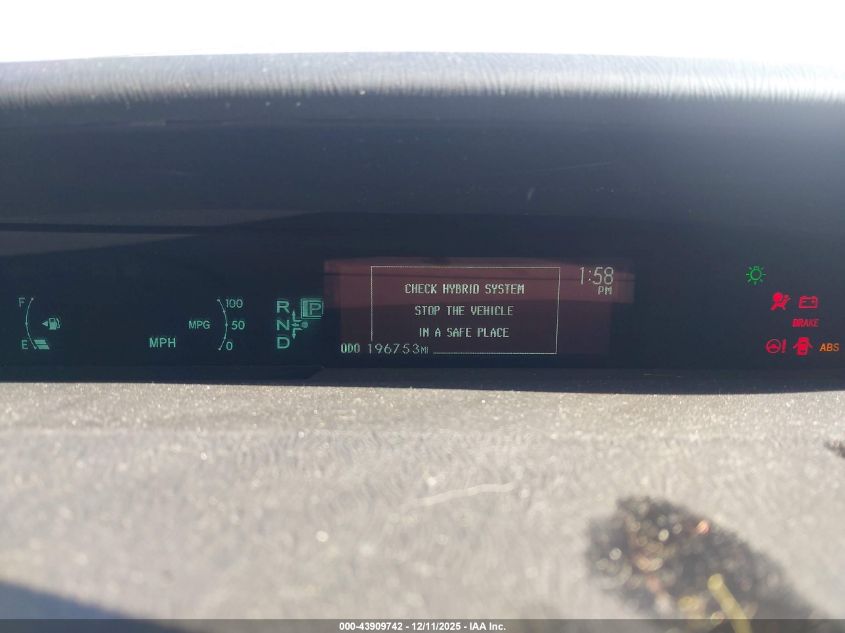 CHECK HYBRID SYSTEM
STOP THE VEHICLE
IN A SAFE PLACE
1:58
PM
ODO 196753MI
F
E
MPH
MPG
100
50
0
R
N
D
P
BRAKE
ABS
000-43909742 - 12/11/2025 - IAA Inc.